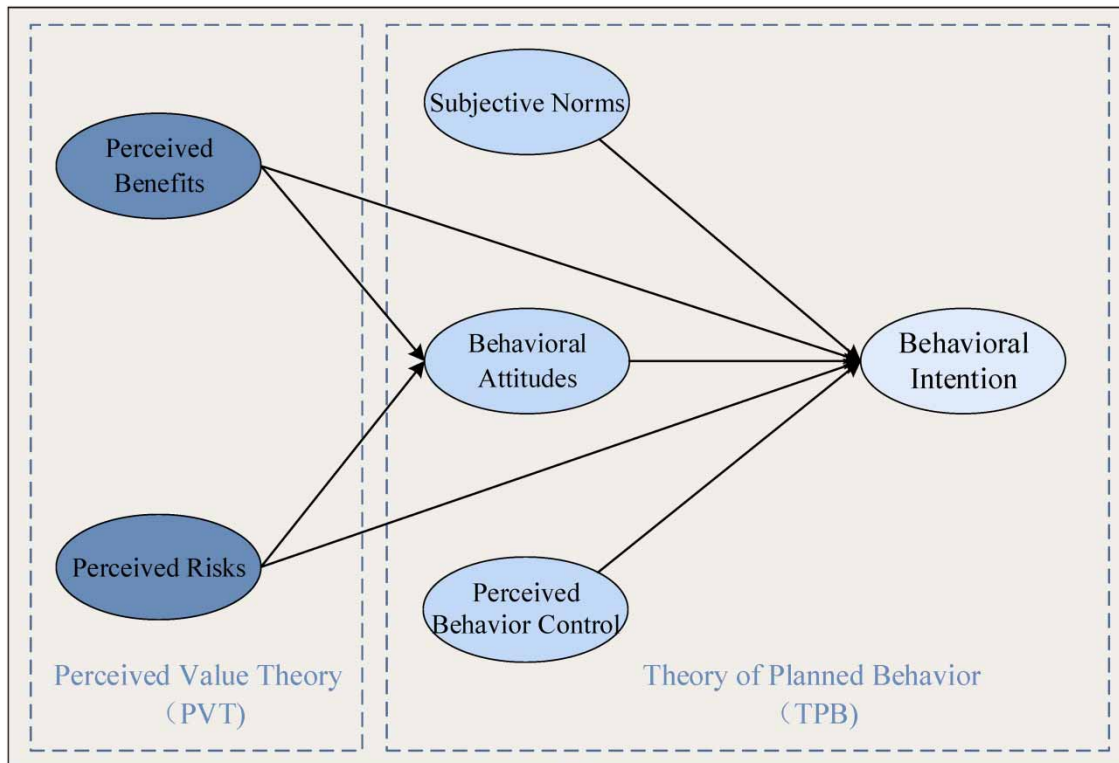 Subjective Norms
Perceived
Benefits
Behavioral
Attitudes
Behavioral
Intention
Perceived Risks
Perceived
Behavior Control
Perceived Value Theory
（PVT)
Theory of Planned Behavior
（TPB)